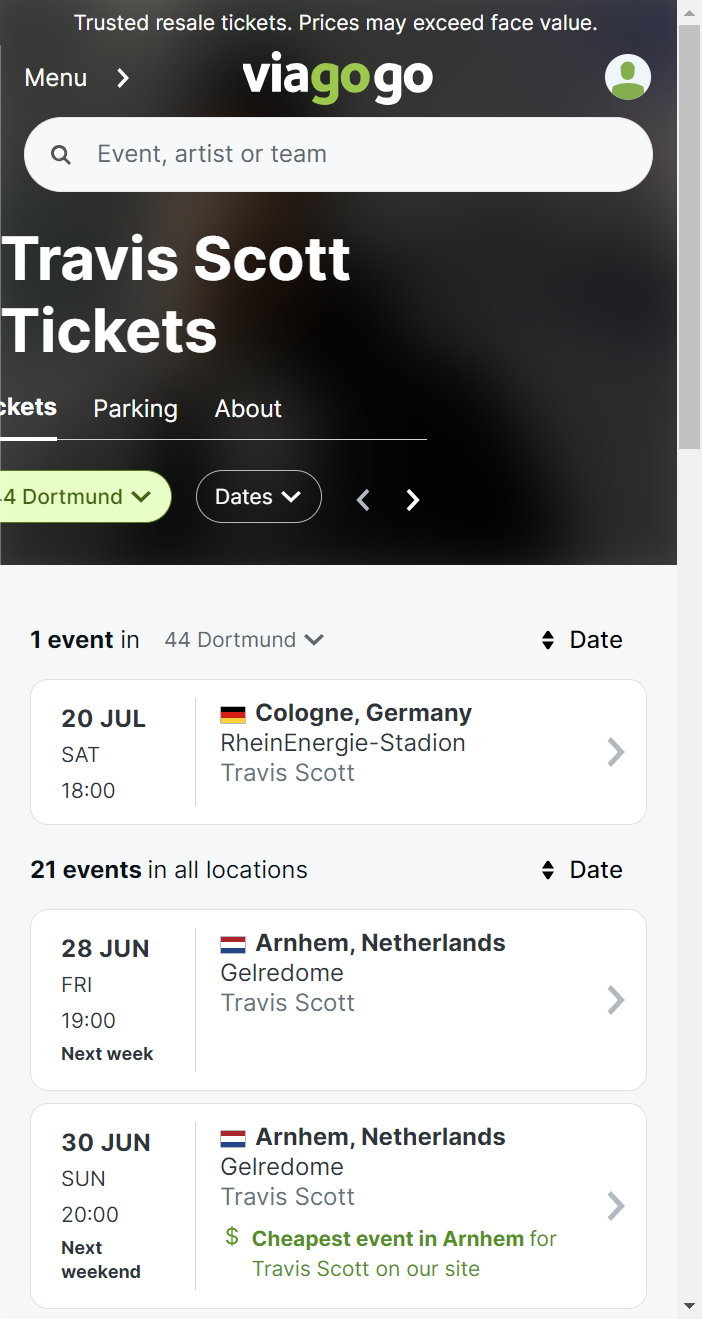 Trusted resale tickets. Prices may exceed face value.
Menu
viagogo
Event, artist or team
Travis Scott
Tickets
ckets Parking About
44 Dortmund Dates
1 event in 44 Dortmund Date
20 JUL
SAT
18:00
Cologne, Germany
RheinEnergie-Stadion
Travis Scott
21 events in all locations Date
28 JUN
FRI
19:00
Next week
Arnhem, Netherlands
Gelredome
Travis Scott
30 JUN
SUN
20:00
Next
weekend
Arnhem, Netherlands
Gelredome
Travis Scott
$ Cheapest event in Arnhem for
Travis Scott on our site